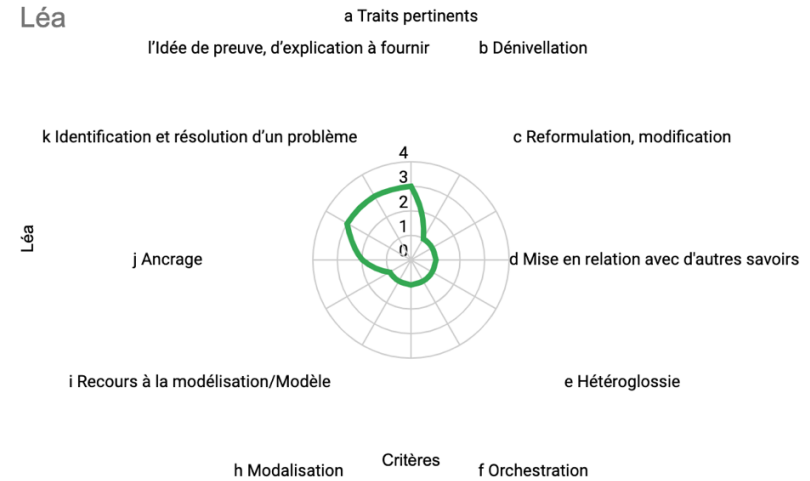 Léa
a Traits pertinents
l'Idée de preuve, d'explication à fournir
b Dénivellation
k Identification et résolution d'un problème
c Reformulation, modification
4
3
2
1
0
Léa
j Ancrage
d Mise en relation avec d'autres savoirs
i Recours à la modélisation/Modèle
e Hétéroglossie
h Modalisation
Critères
f Orchestration